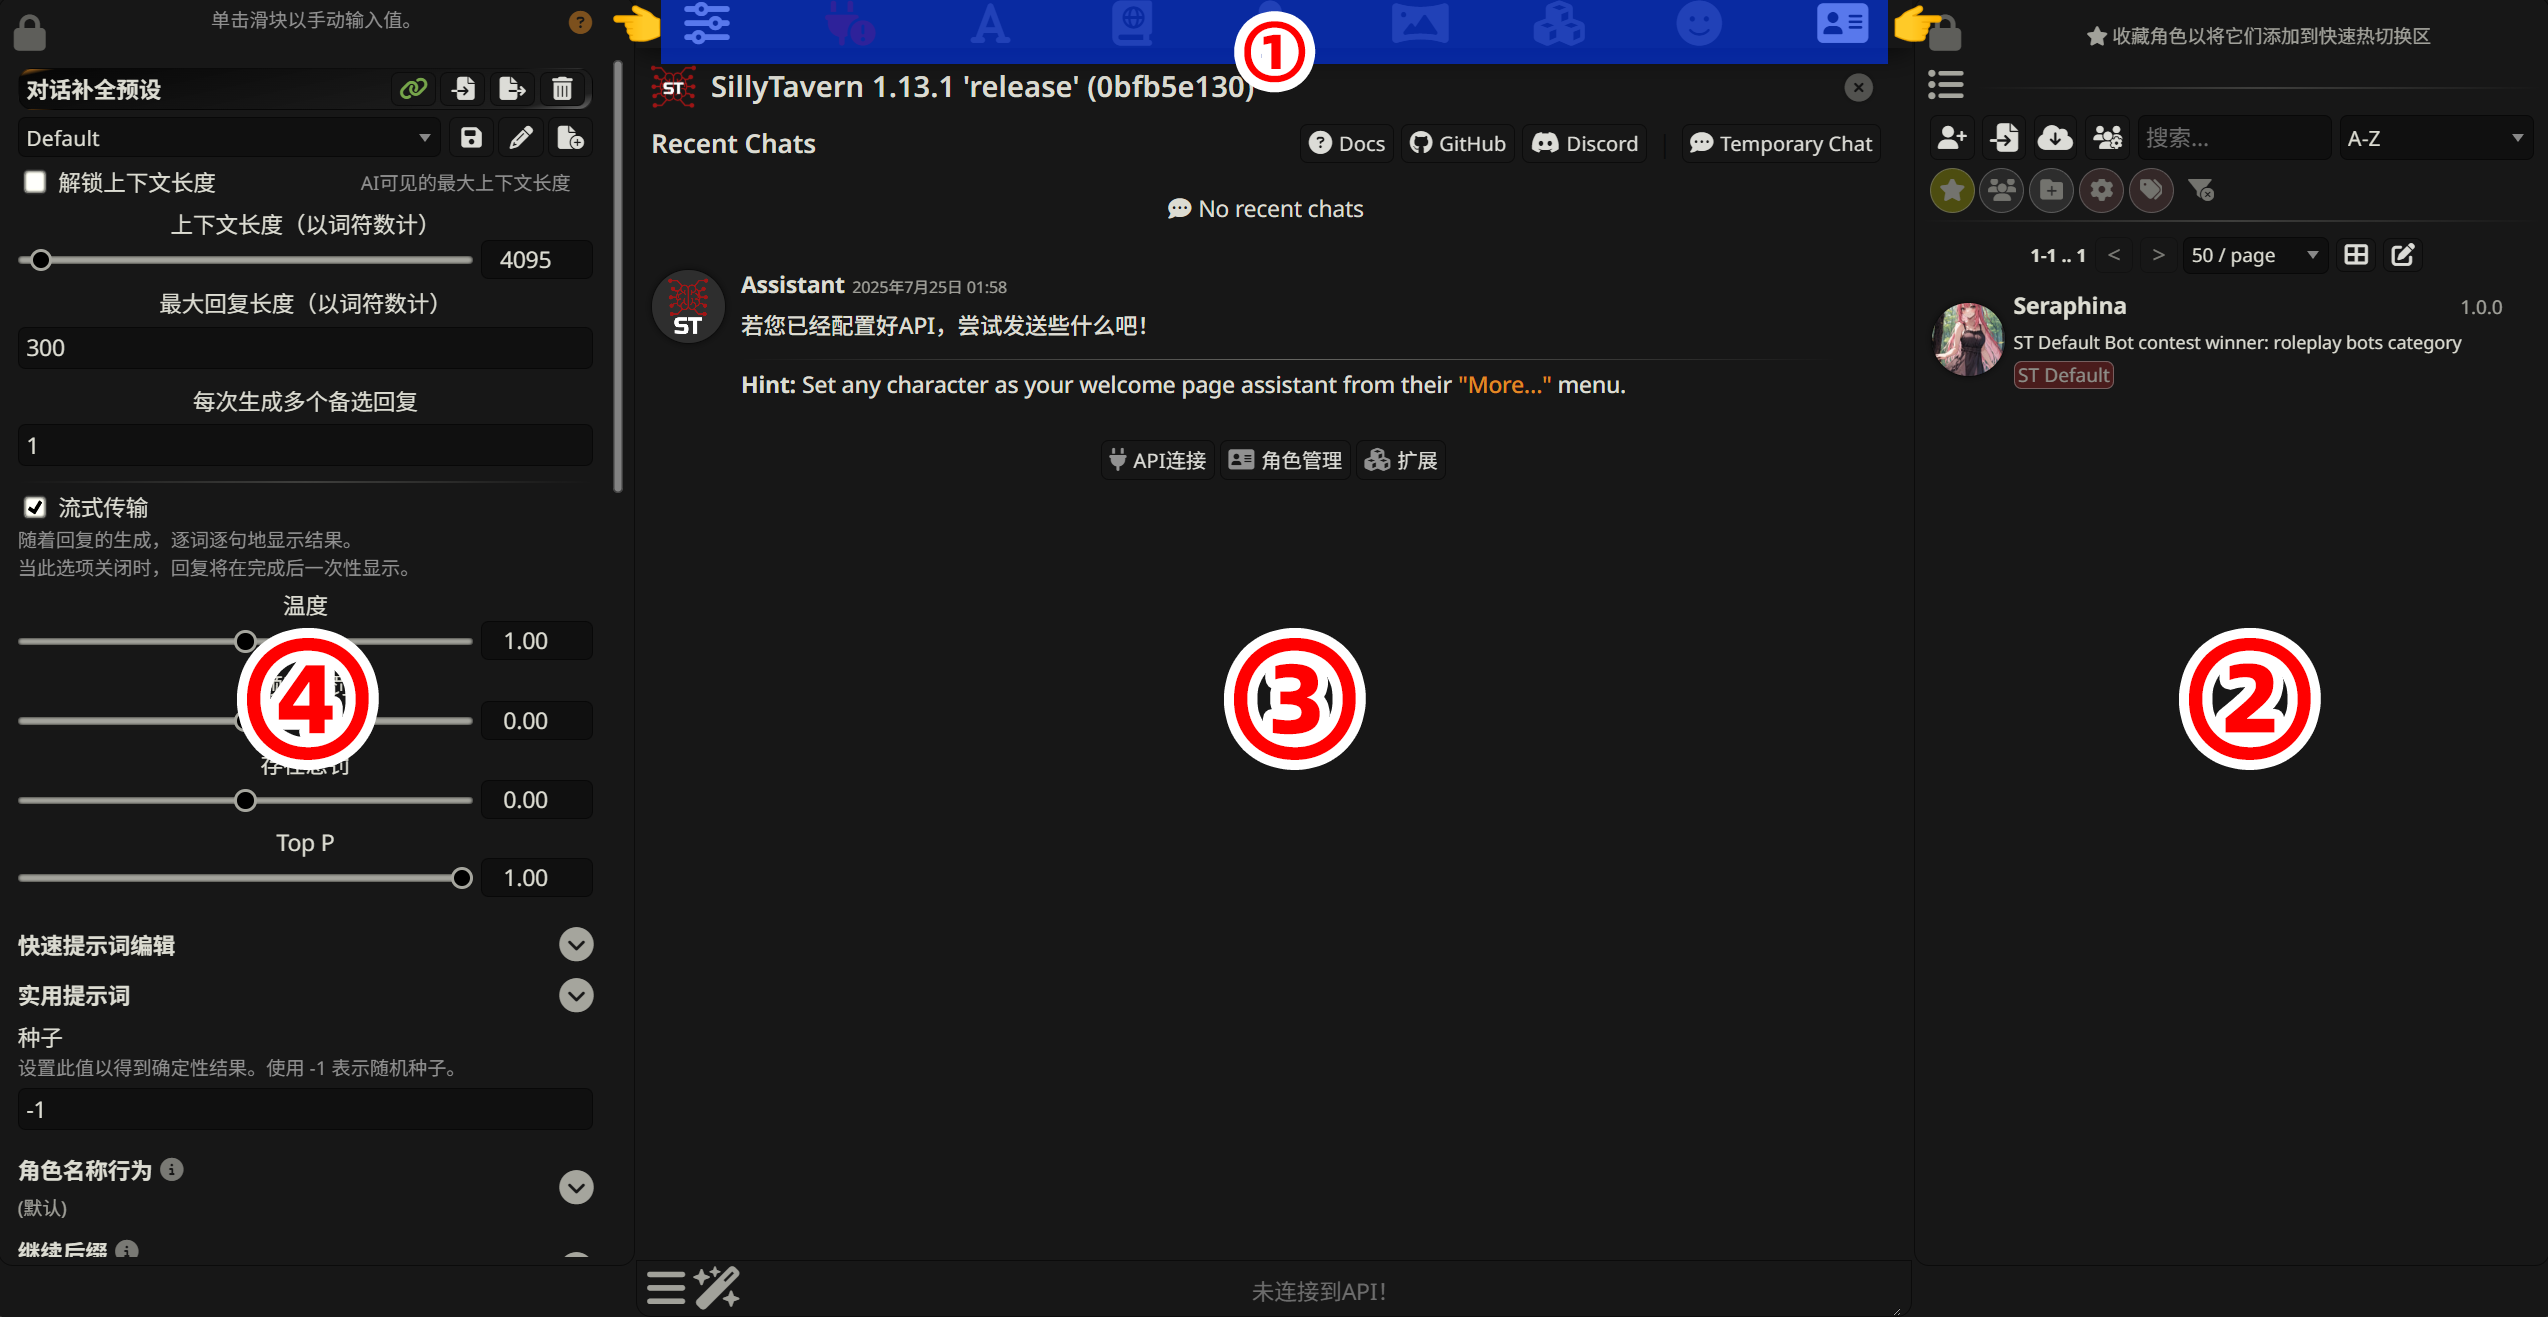 单击滑块以手动输入值。
对话补全预设
Default
解锁上下文长度
AI可见的最大上下文长度
上下文长度（以词符数计）
4095
最大回复长度（以词符数计）
300
每次生成多个备选回复
1
流式传输
随着回复的生成，逐词逐句地显示结果。
当此选项关闭时，回复将在完成后一次性显示。
温度
1.00
④
0.00
存在惩罚
0.00
Top P
1.00
快速提示词编辑
实用提示词
种子
设置此值以得到确定性结果。使用 -1 表示随机种子。
-1
角色名称行为
(默认)
继续后缀
①
ST
SillyTavern 1.13.1 'release' (0bfb5e130)
Recent Chats
Docs
GitHub
Discord
Temporary Chat
No recent chats
ST
Assistant 2025年7月25日 01:58
若您已经配置好API，尝试发送些什么吧！
Hint: Set any character as your welcome page assistant from their "More..." menu.
API连接
角色管理
扩展
③
未连接到API！
收藏角色以将它们添加到快速热切换区
搜索...
A-Z
1-1 .. 1
<
>
50 / page
Seraphina
1.0.0
ST Default Bot contest winner: roleplay bots category
ST Default
②